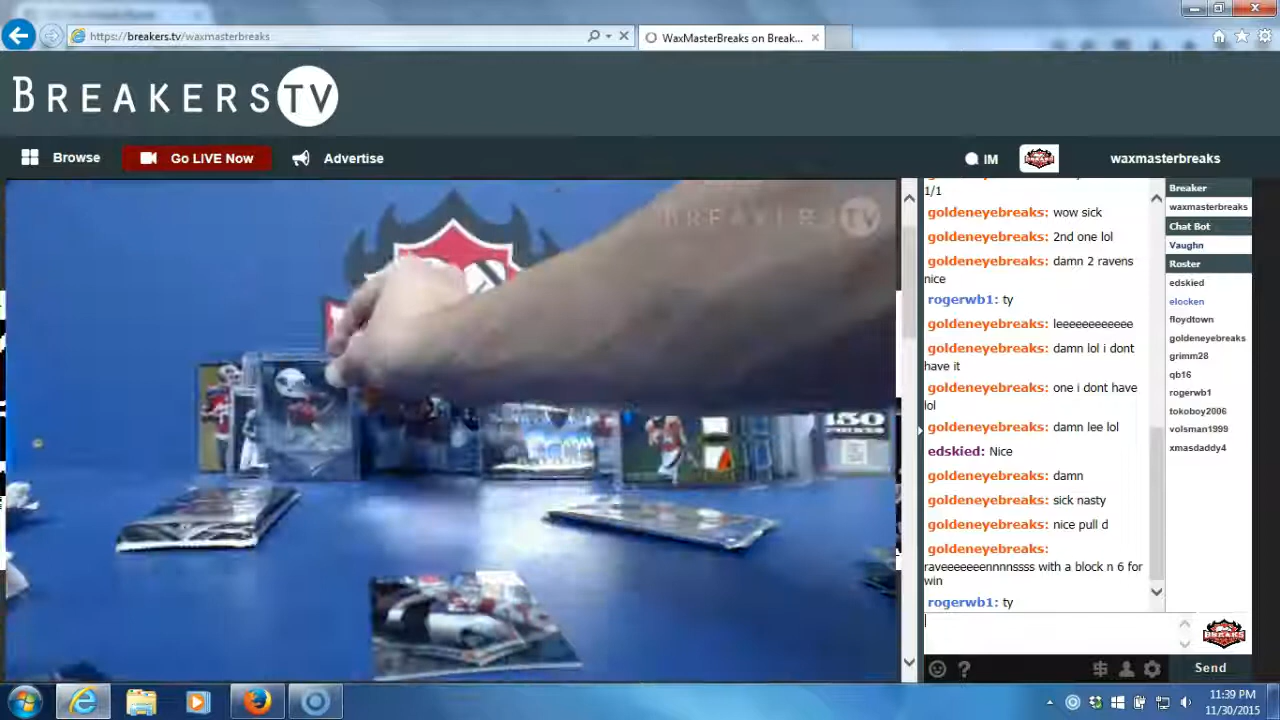 https://breakers.tv/waxmasterbreaks
WaxMasterBreaks on Break...
BREAKERS TV
Browse
Go LIVE Now
Advertise
IM
waxmasterbreaks
BREAKERS TV
150
1/1
goldeneyebreaks: wow sick
goldeneyebreaks: 2nd one lol
goldeneyebreaks: damn 2 ravens
nice
rogerwb1: ty
goldeneyebreaks: leeeeeeeeeeee
goldeneyebreaks: damn lol i dont
have it
goldeneyebreaks: one i dont have
lol
goldeneyebreaks: damn lee lol
edskied: Nice
goldeneyebreaks: damn
goldeneyebreaks: sick nasty
goldeneyebreaks: nice pull d
goldeneyebreaks:
raveeeeeeennnnssss with a block n 6 for
win
rogerwb1: ty
Breaker
waxmasterbreaks
Chat Bot
Vaughn
Roster
edskied
elocken
floydtown
goldeneyebreaks
grimm28
qb16
rogerwb1
tokoboy2006
volsman1999
xmasdaddy4
BREAKS
Send
11:39 PM
11/30/2015